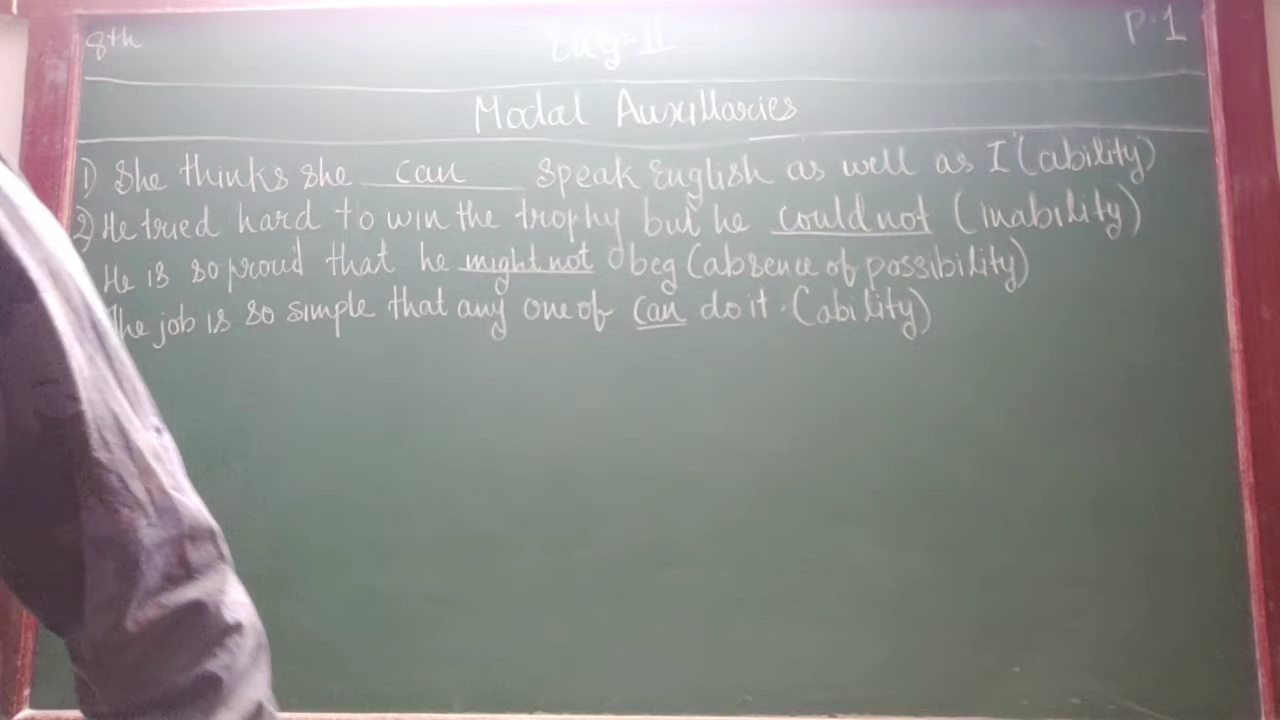 8th
Eng-II
P.1
Modal Auxillaries
1) She thinks she can speak English as well as I (ability)
2) He tried hard to win the trophy but he could not (inability)
He is so proud that he might not beg (absence of possibility)
he job is so simple that any one of can do it. (ability)